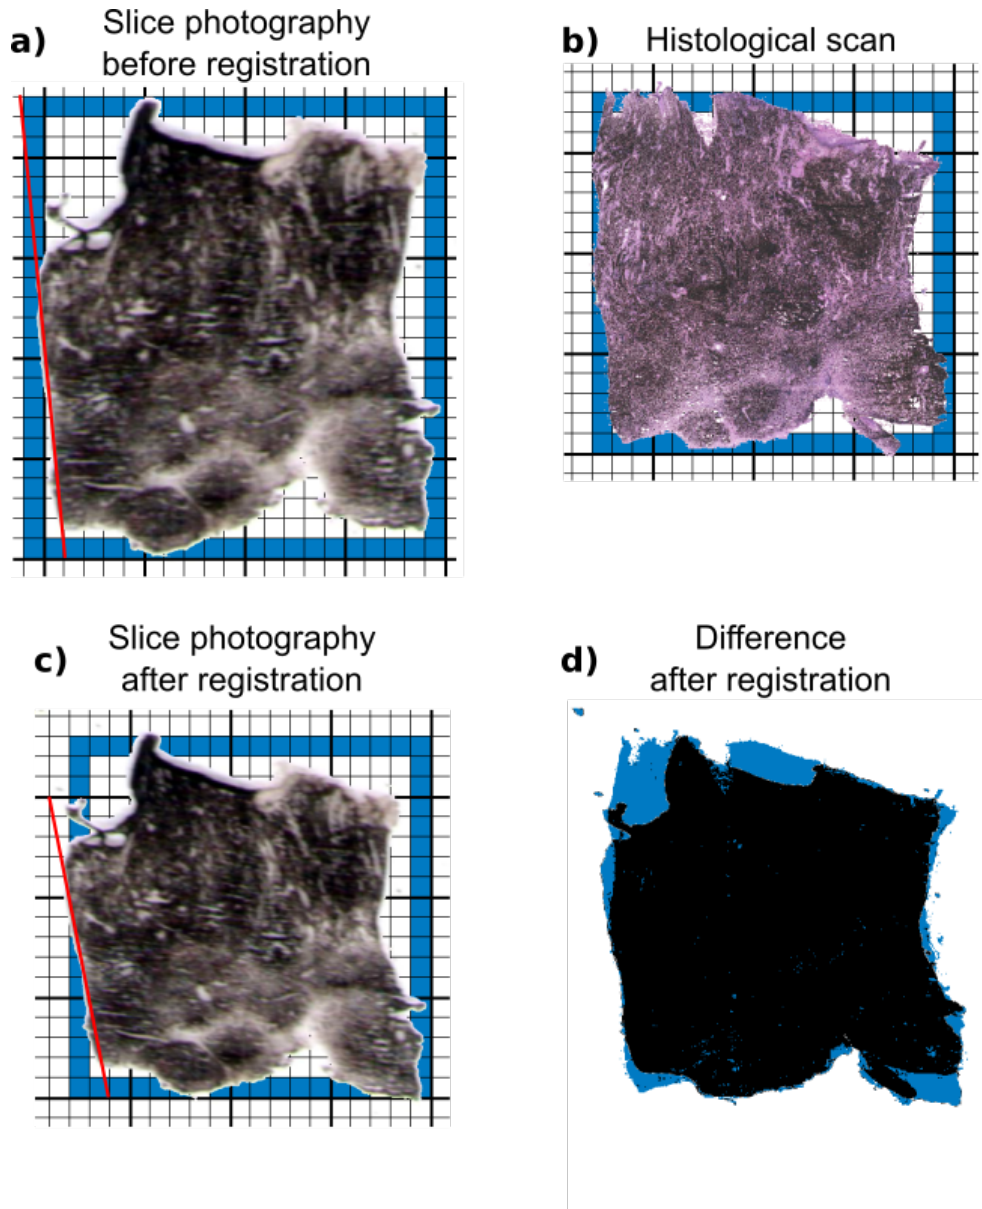 a)
Slice photography
before registration
b)
Histological scan
c)
Slice photography
after registration
d)
Difference
after registration